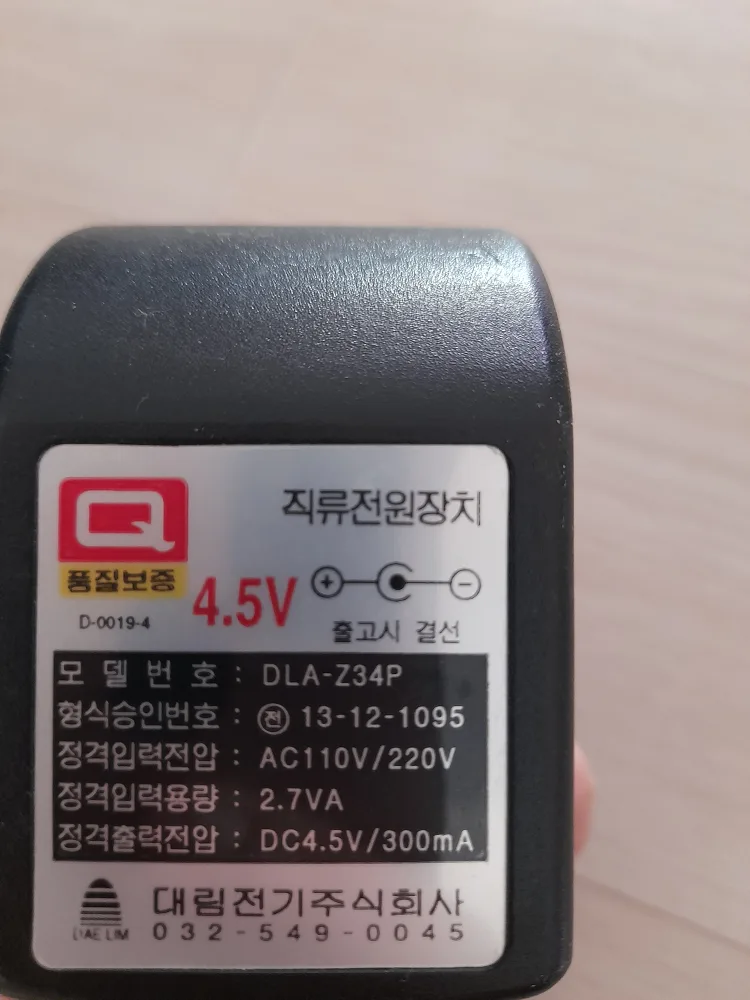 Q
품질보증
D-0019-4
직류전원장치
4.5V
+ -
출고시 결선
모델번호 : DLA-Z34P
형식승인번호 : 전 13-12-1095
정격입력전압 : AC110V/220V
정격입력용량 : 2.7VA
정격출력전압 : DC4.5V/300mA
DAE LIM
대림전기주식회사
032-549-0045